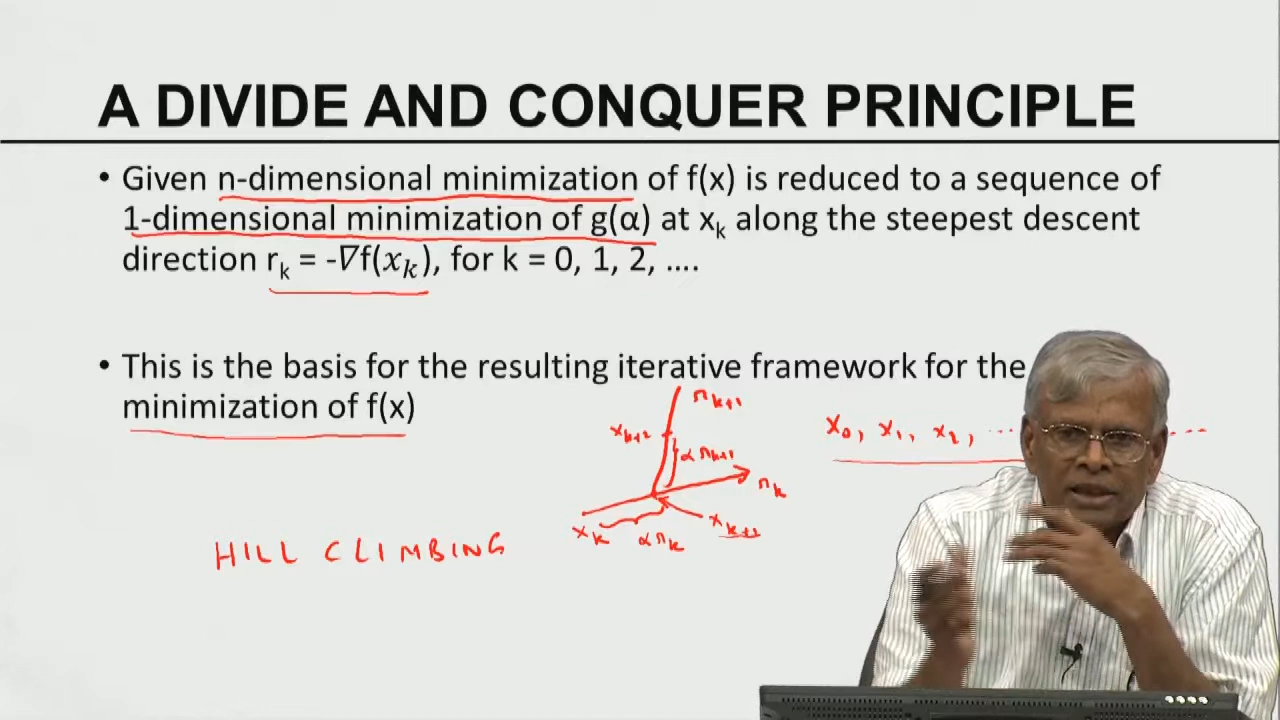 A DIVIDE AND CONQUER PRINCIPLE
• Given n-dimensional minimization of f(x) is reduced to a sequence of
1-dimensional minimization of g(α) at xₖ along the steepest descent
direction rₖ = -∇f(xₖ), for k = 0, 1, 2, ….
• This is the basis for the resulting iterative framework for the
minimization of f(x)
rₖ₊₁
xₖ₊₂
x₀, x₁, x₂, ... ...
α rₖ₊₁
rₖ
xₖ
α rₖ
xₖ₊₁
HILL CLIMBING